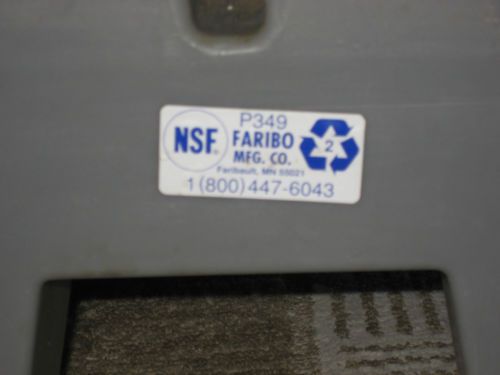 P349
NSF. FARIBO 2
MFG. CO.
Faribault, MN 55021
1 (800) 447-6043